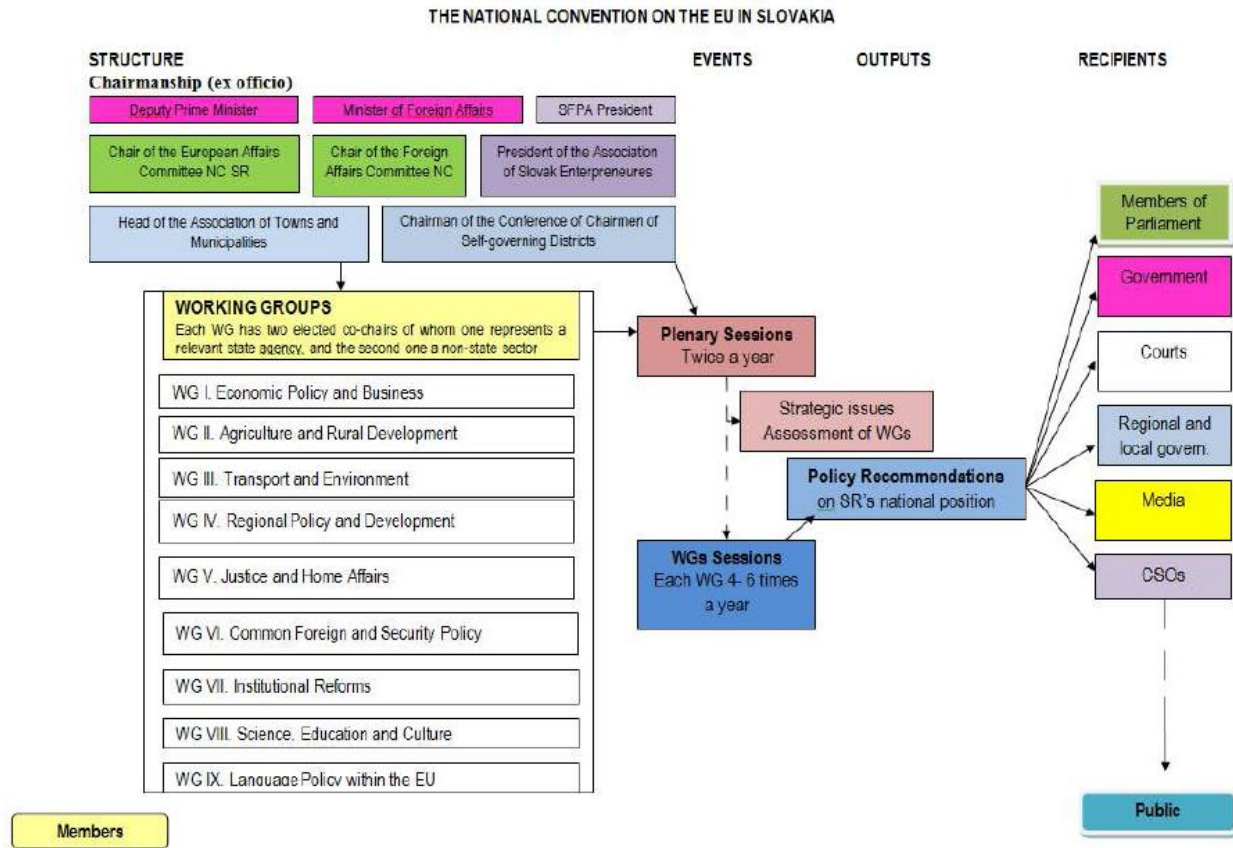 THE NATIONAL CONVENTION ON THE EU IN SLOVAKIA
STRUCTURE
EVENTS
OUTPUTS
RECIPIENTS
Chairmanship (ex officio)
Deputy Prime Minister
Minister of Foreign Affairs
SFPA President
Chair of the European Affairs
Committee NC SR
Chair of the Foreign
Affairs Committee NC
President of the Association
of Slovak Enterpreneures
Head of the Association of Towns and
Municipalities
Chairman of the Conference of Chairmen of
Self-governing Districts
WORKING GROUPS
Each WG has two elected co-chairs of whom one represents a
relevant state agency, and the second one a non-state sector
WG I. Economic Policy and Business
WG II. Agriculture and Rural Development
WG III. Transport and Environment
WG IV. Regional Policy and Development
WG V. Justice and Home Affairs
WG VI. Common Foreign and Security Policy
WG VII. Institutional Reforms
WG VIII. Science, Education and Culture
WG IX. Language Policy within the EU
Members
Plenary Sessions
Twice a year
Strategic issues
Assessment of WGs
Policy Recommendations
on SR's national position
WGs Sessions
Each WG 4- 6 times
a year
Members of
Parliament
Government
Courts
Regional and
local govern.
Media
CSOs
Public